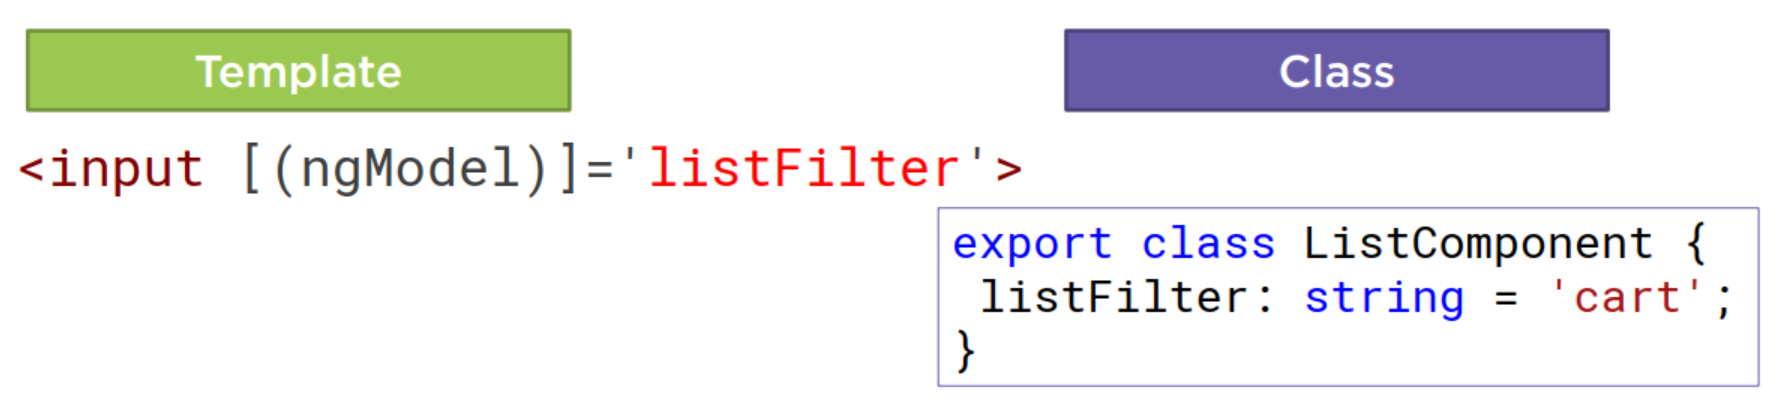 Template
Class
<input [(ngModel)]='listFilter'>
export class ListComponent {
listFilter: string = 'cart';
}